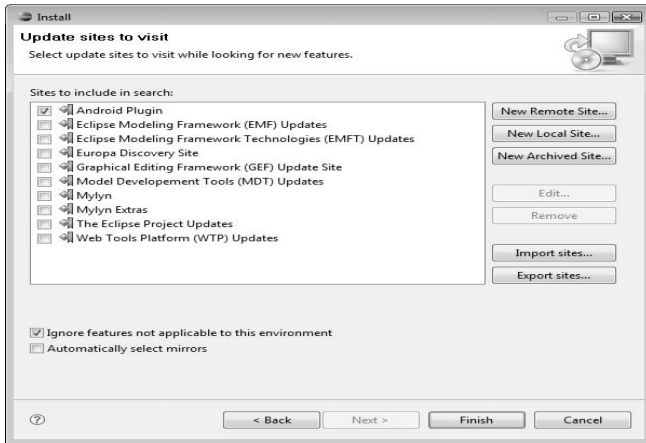 Install
Update sites to visit
Select update sites to visit while looking for new features.
Sites to include in search:
Android Plugin
Eclipse Modeling Framework (EMF) Updates
Eclipse Modeling Framework Technologies (EMFT) Updates
Europa Discovery Site
Graphical Editing Framework (GEF) Update Site
Model Developement Tools (MDT) Updates
Mylyn
Mylyn Extras
The Eclipse Project Updates
Web Tools Platform (WTP) Updates
New Remote Site...
New Local Site...
New Archived Site...
Edit...
Remove
Import sites...
Export sites...
Ignore features not applicable to this environment
Automatically select mirrors
?
< Back
Next >
Finish
Cancel